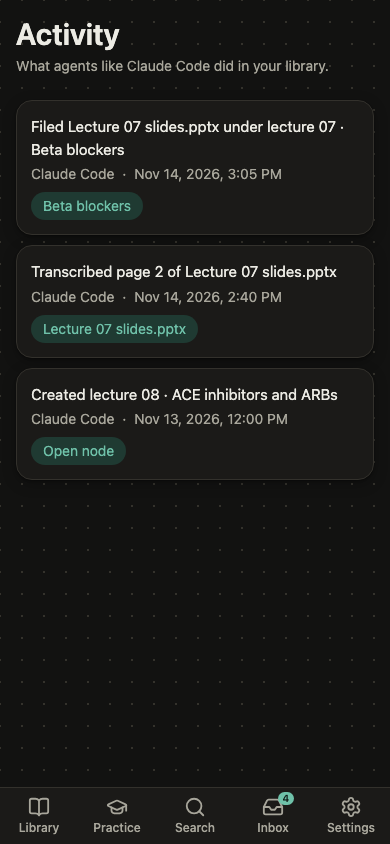 Activity
What agents like Claude Code did in your library.
Filed Lecture 07 slides.pptx under lecture 07 ·
Beta blockers
Claude Code · Nov 14, 2026, 3:05 PM
Beta blockers
Transcribed page 2 of Lecture 07 slides.pptx
Claude Code · Nov 14, 2026, 2:40 PM
Lecture 07 slides.pptx
Created lecture 08 · ACE inhibitors and ARBs
Claude Code · Nov 13, 2026, 12:00 PM
Open node
4
Library Practice Search Inbox Settings